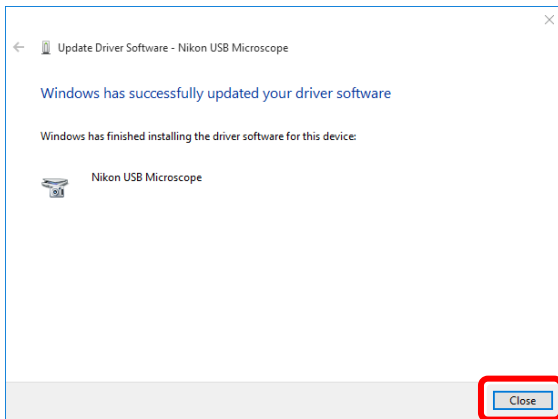 Update Driver Software - Nikon USB Microscope
Windows has successfully updated your driver software
Windows has finished installing the driver software for this device:
Nikon USB Microscope
Close